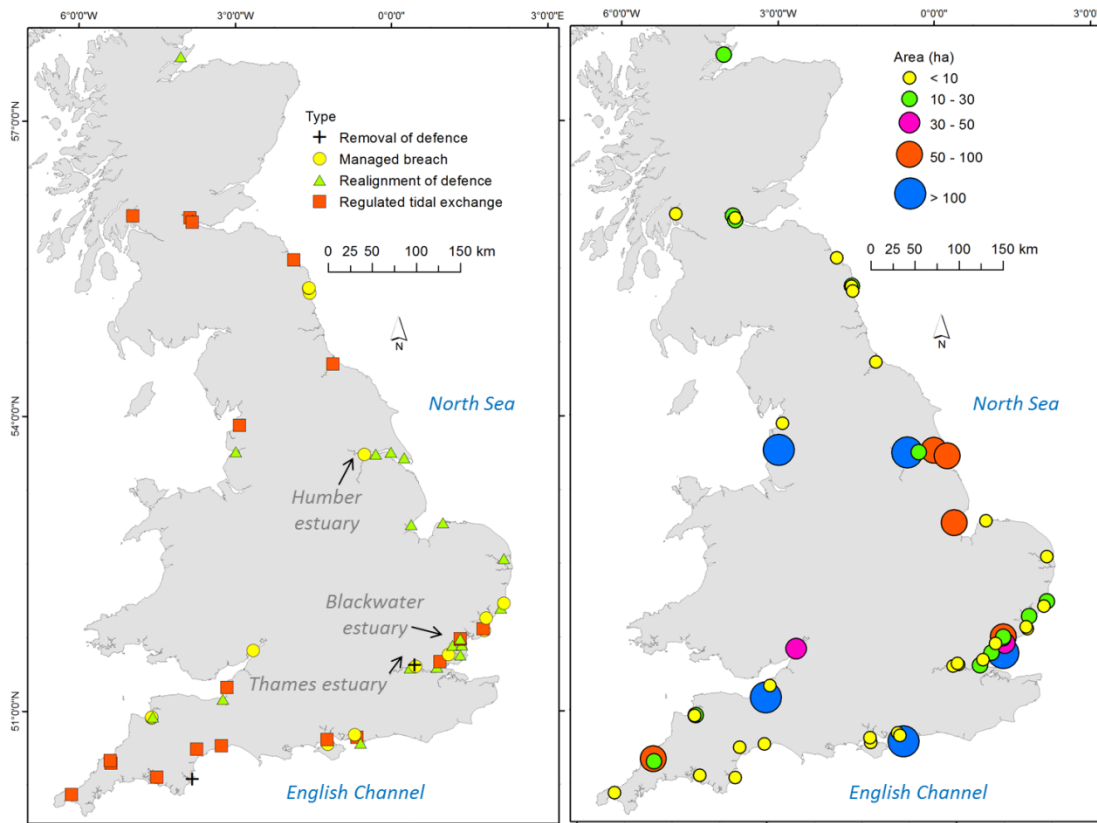 6°0'0"W 3°0'0"W 0°0'0" 3°0'0"E
57°0'0"N
54°0'0"N
51°0'0"N
Type
Removal of defence
Managed breach
Realignment of defence
Regulated tidal exchange
0 25 50 100 150 km
N
North Sea
Humber
estuary
Blackwater
estuary
Thames estuary
English Channel
6°0'0"W 3°0'0"W 0°0'0" 3°0'0"
Area (ha)
< 10
10 - 30
30 - 50
50 - 100
> 100
0 25 50 100 150 km
N
North Sea
English Channel